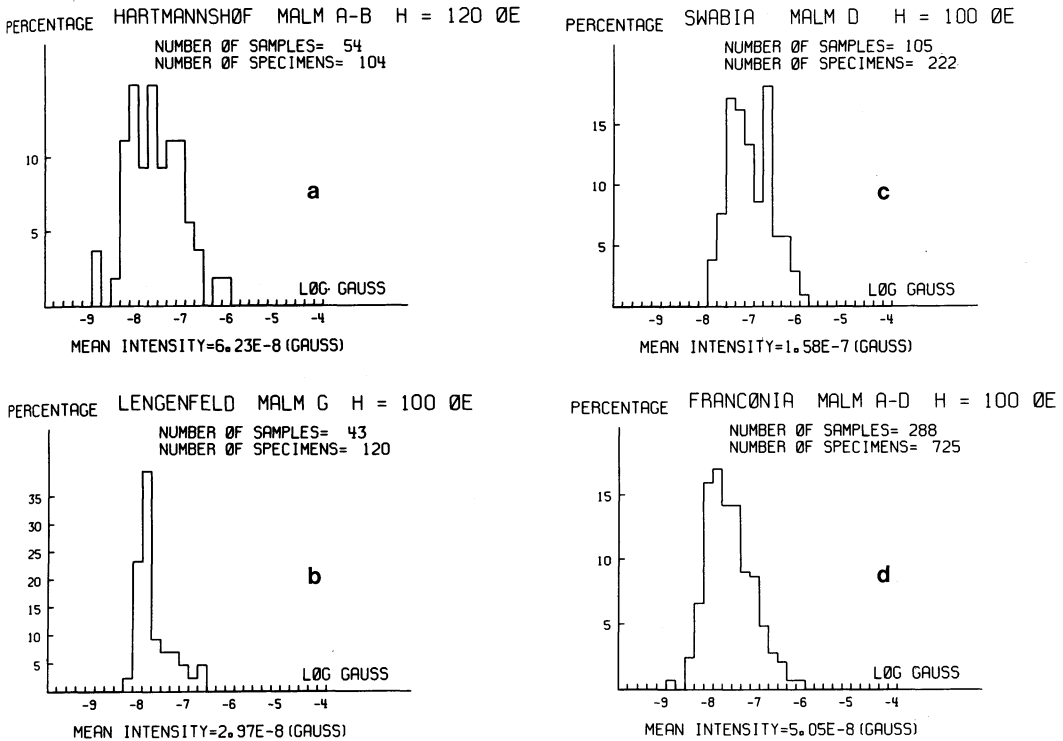 PERCENTAGE HARTMANNSHØF MALM A-B H = 120 ØE
NUMBER ØF SAMPLES= 54
NUMBER ØF SPECIMENS= 104
10
5
a
LØG GAUSS
-9 -8 -7 -6 -5 -4
MEAN INTENSITY=6.23E-8 (GAUSS)
PERCENTAGE SWABIA MALM D H = 100 ØE
NUMBER ØF SAMPLES= 105
NUMBER ØF SPECIMENS= 222
15
10
5
c
LØG GAUSS
-9 -8 -7 -6 -5 -4
MEAN INTENSITY=1.58E-7 (GAUSS)
PERCENTAGE LENGENFELD MALM G H = 100 ØE
NUMBER ØF SAMPLES= 43
NUMBER ØF SPECIMENS= 120
35
30
25
20
15
10
5
b
LØG GAUSS
-9 -8 -7 -6 -5 -4
MEAN INTENSITY=2.97E-8 (GAUSS)
PERCENTAGE FRANCØNIA MALM A-D H = 100 ØE
NUMBER ØF SAMPLES= 288
NUMBER ØF SPECIMENS= 725
15
10
5
d
LØG GAUSS
-9 -8 -7 -6 -5 -4
MEAN INTENSITY=5.05E-8 (GAUSS)